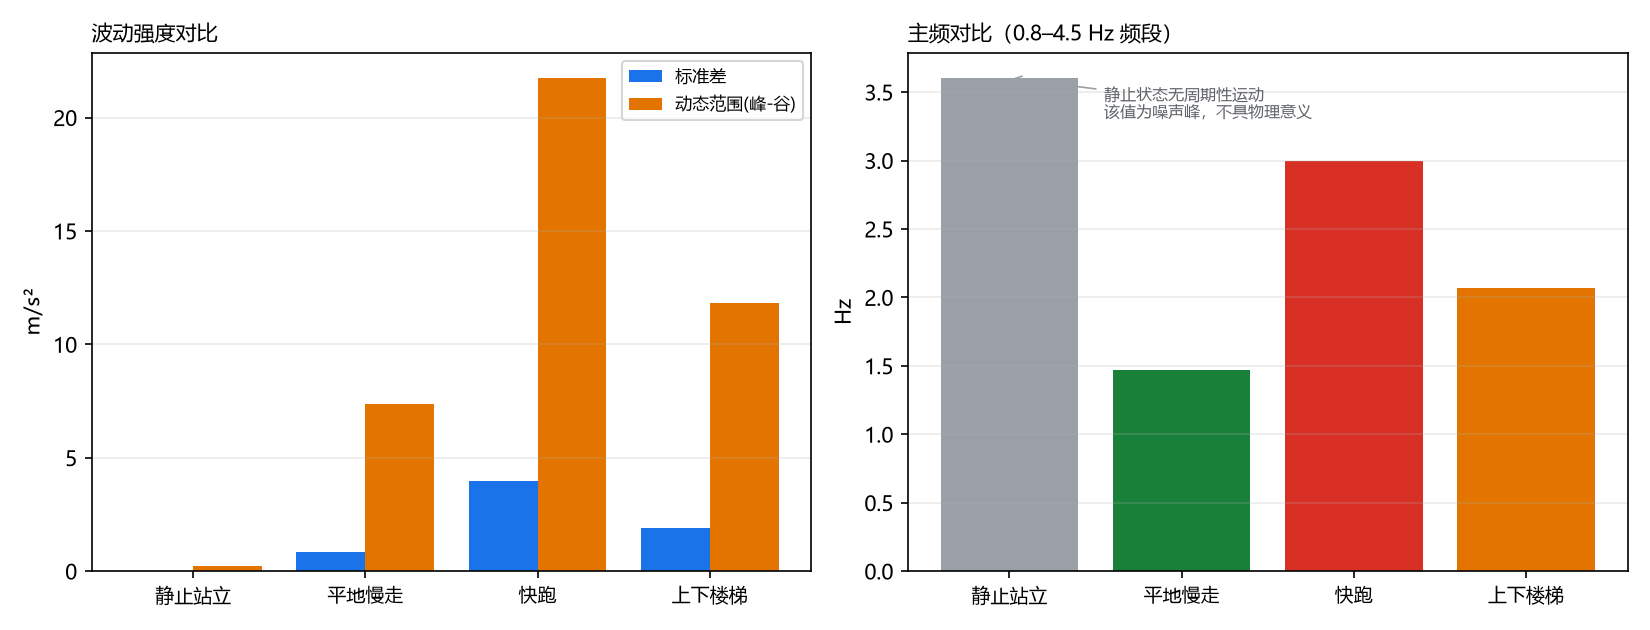 波动强度对比
标准差
动态范围(峰-谷)
20
15
10
5
0
m/s²
静止站立
平地慢走
快跑
上下楼梯
主频对比（0.8–4.5 Hz 频段）
静止状态无周期性运动
该值为噪声峰，不具物理意义
3.5
3.0
2.5
2.0
1.5
1.0
0.5
0.0
Hz
静止站立
平地慢走
快跑
上下楼梯